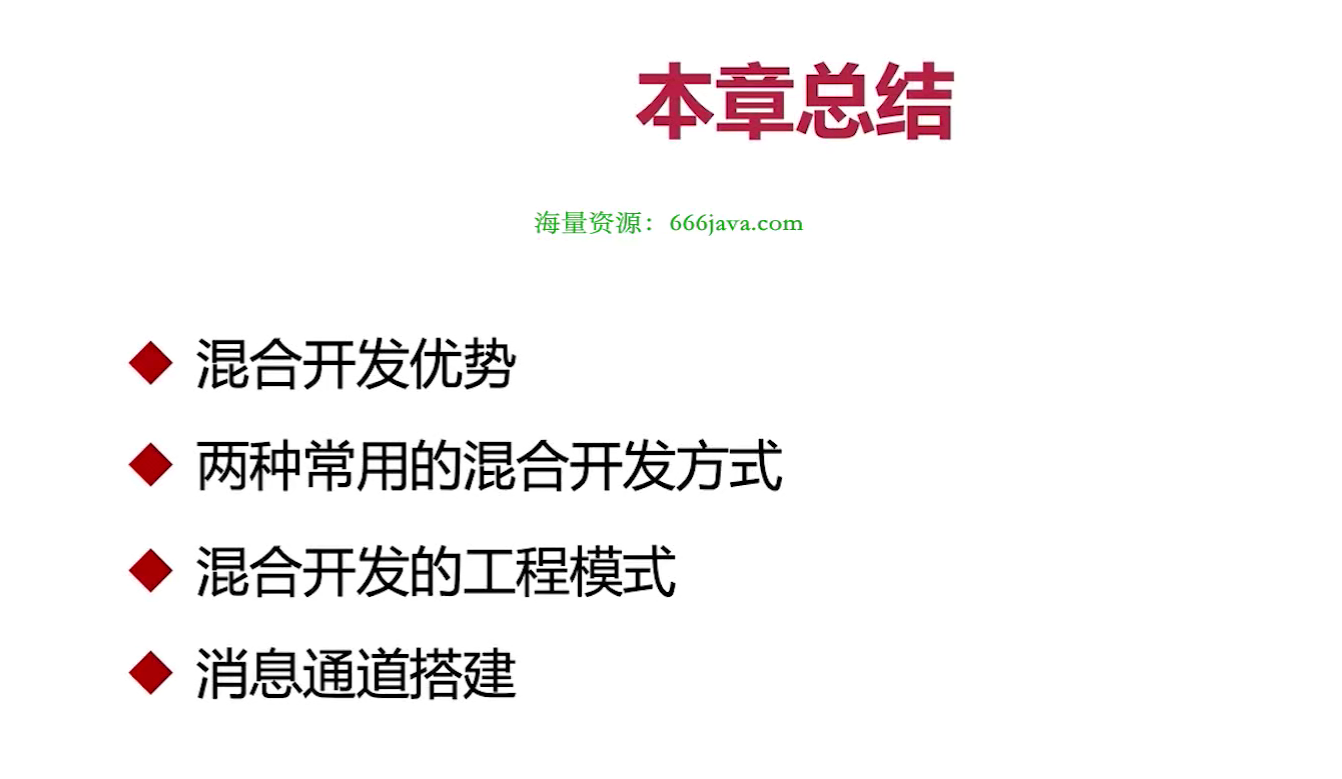 本章总结
海量资源：666java.com
混合开发优势
两种常用的混合开发方式
混合开发的工程模式
消息通道搭建